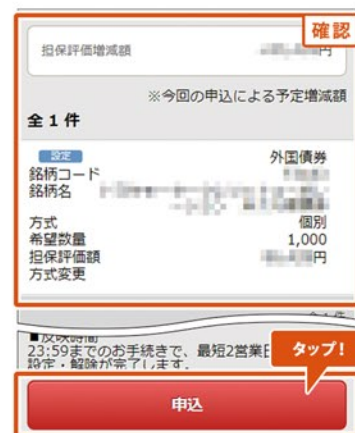 確認
担保評価増減額 円
※今回の申込による予定増減額
全1件
設定 外国債券
銘柄コード
銘柄名
方式 個別
希望数量 1,000
担保評価額 円
方式変更
■反映時間
23:59までのお手続きで、最短2営業日
設定・解除が完了します。
タップ!
申込